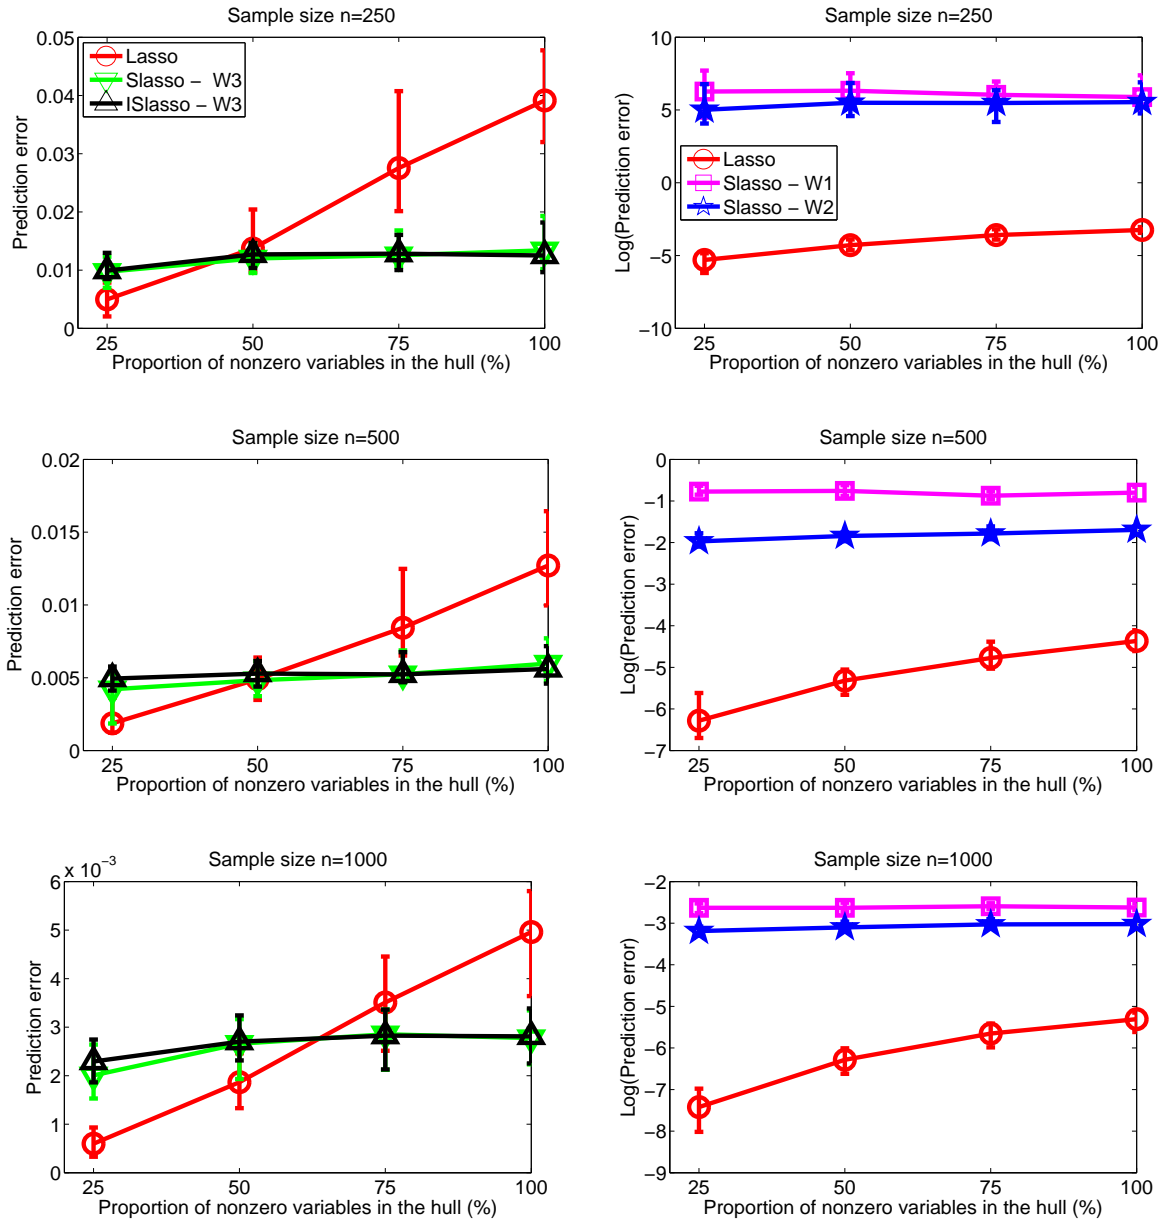 Sample size n=250
0.05
0.04
0.03
0.02
0.01
0
Prediction error
Lasso
Slasso − W3
ISlasso − W3
25 50 75 100
Proportion of nonzero variables in the hull (%)
Sample size n=250
10
5
0
−5
−10
Log(Prediction error)
Lasso
Slasso − W1
Slasso − W2
25 50 75 100
Proportion of nonzero variables in the hull (%)
Sample size n=500
0.02
0.015
0.01
0.005
0
Prediction error
25 50 75 100
Proportion of nonzero variables in the hull (%)
Sample size n=500
0
−1
−2
−3
−4
−5
−6
−7
Log(Prediction error)
25 50 75 100
Proportion of nonzero variables in the hull (%)
Sample size n=1000
x 10−3
6
5
4
3
2
1
0
Prediction error
25 50 75 100
Proportion of nonzero variables in the hull (%)
Sample size n=1000
−2
−3
−4
−5
−6
−7
−8
−9
Log(Prediction error)
25 50 75 100
Proportion of nonzero variables in the hull (%)